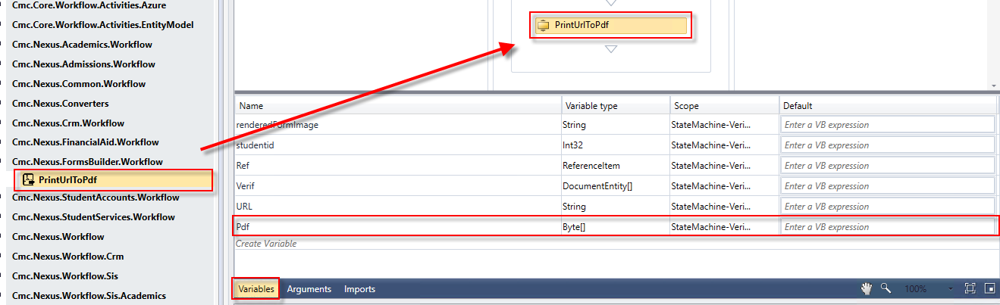 Cmc.Core.Workflow.Activities.Azure
Cmc.Core.Workflow.Activities.EntityModel
Cmc.Nexus.Academics.Workflow
Cmc.Nexus.Admissions.Workflow
Cmc.Nexus.Common.Workflow
Cmc.Nexus.Converters
Cmc.Nexus.Crm.Workflow
Cmc.Nexus.FinancialAid.Workflow
Cmc.Nexus.FormsBuilder.Workflow
PrintUrlToPdf
Cmc.Nexus.StudentAccounts.Workflow
Cmc.Nexus.StudentServices.Workflow
Cmc.Nexus.Workflow
Cmc.Nexus.Workflow.Crm
Cmc.Nexus.Workflow.Sis
Cmc.Nexus.Workflow.Sis.Academics
PrintUrlToPdf
Name Variable type Scope Default
renderedFormImage String StateMachine-Veri... Enter a VB expression
studentid Int32 StateMachine-Veri... Enter a VB expression
Ref ReferenceItem StateMachine-Veri... Enter a VB expression
Verif DocumentEntity[] StateMachine-Veri... Enter a VB expression
URL String StateMachine-Veri... Enter a VB expression
Pdf Byte[] StateMachine-Veri... Enter a VB expression
Create Variable
Variables Arguments Imports 100%